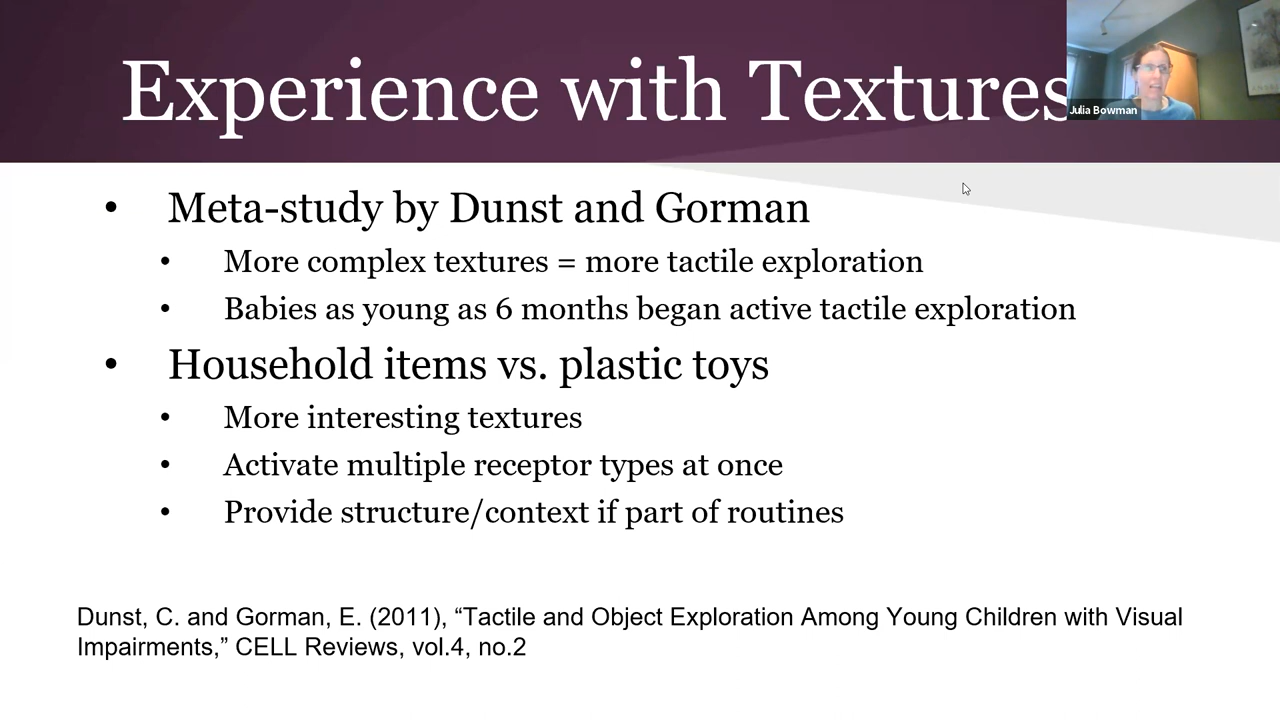 Experience with Textures
Julia Bowman
• Meta-study by Dunst and Gorman
• More complex textures = more tactile exploration
• Babies as young as 6 months began active tactile exploration
• Household items vs. plastic toys
• More interesting textures
• Activate multiple receptor types at once
• Provide structure/context if part of routines
Dunst, C. and Gorman, E. (2011), “Tactile and Object Exploration Among Young Children with Visual
Impairments,” CELL Reviews, vol.4, no.2